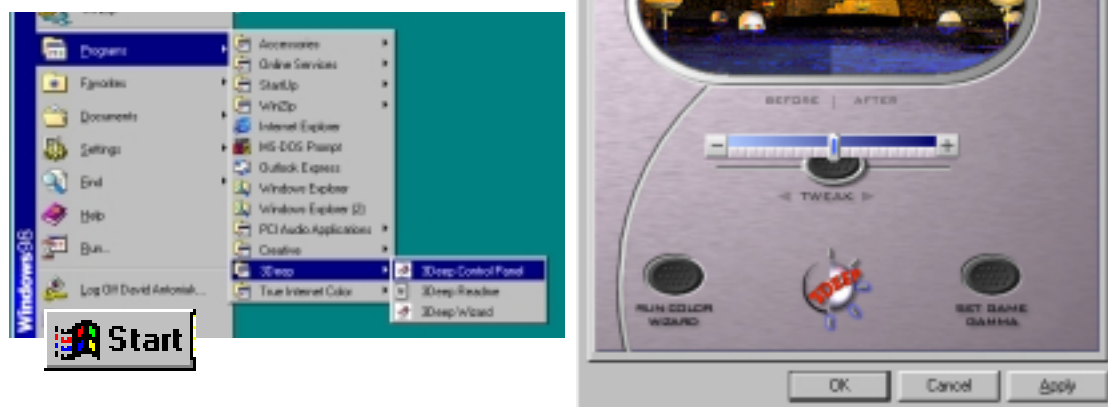 Programs
Favorites
Documents
Settings
Find
Help
Run...
Log Off David Antoniak...
Windows98
Start
Accessories
Online Services
StartUp
WinZip
Internet Explorer
MS-DOS Prompt
Outlook Express
Windows Explorer
Windows Explorer (2)
PCI Audio Applications
Creative
3Deep
True Internet Color
3Deep Control Panel
3Deep Readme
3Deep Wizard
BEFORE | AFTER
TWEAK
RUN COLOR
WIZARD
3DEEP
SET GAME
GAMMA
OK
Cancel
Apply